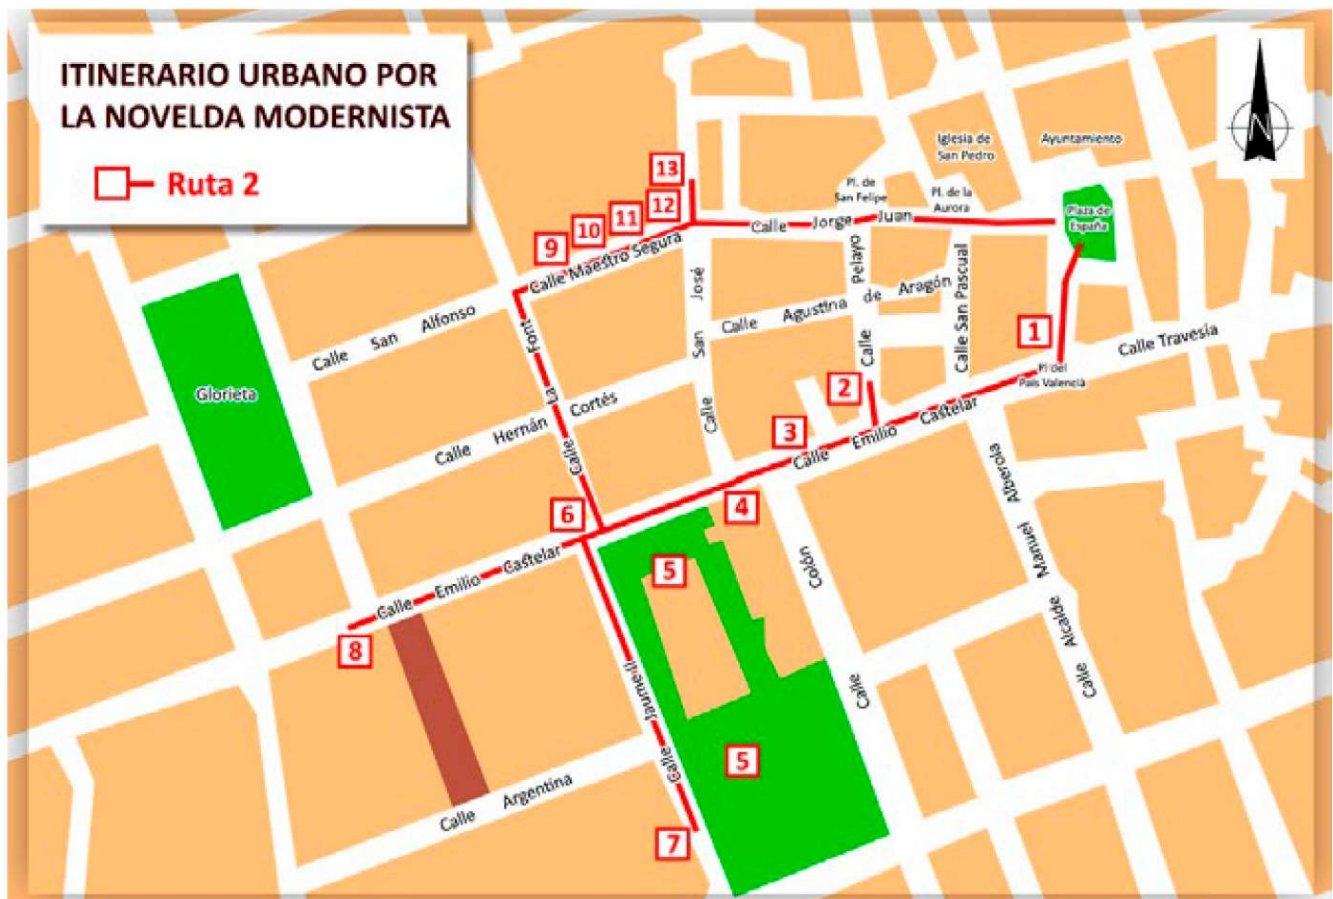 ITINERARIO URBANO POR
LA NOVELDA MODERNISTA
Ruta 2
N
Iglesia de
San Pedro
Ayuntamiento
13
12
11
10
9
Pl. de
San Felipe
Pl. de la
Aurora
Plaza de
España
Calle Jorge Juan
Calle Maestro Segura
Calle San Alfonso
Calle San José
Calle Pelayo
Calle Agustina de Aragón
Calle San Pascual
1
Calle Travesía
Pl del
País Valencià
Glorieta
Calle La Font
Calle Hernán Cortés
2
3
Calle Emilio Castelar
4
6
5
Calle Colón
Calle Alcalde Manuel Alberola
Calle Emilio Castelar
8
Calle Jaume II
5
Calle Argentina
7